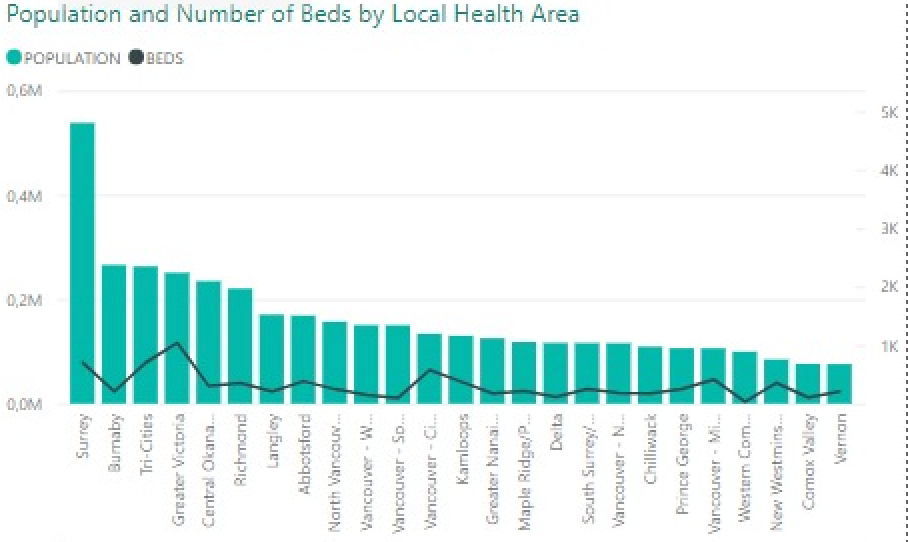 Population and Number of Beds by Local Health Area
POPULATION BEDS
0,6M
0,4M
0,2M
0,0M
5K
4K
3K
2K
1K
Surrey
Burnaby
Tri-Cities
Greater Victoria
Central Okana...
Richmond
Langley
Abbotsford
North Vancouv...
Vancouver - W...
Vancouver - So...
Vancouver - Ci...
Kamloops
Greater Nanai...
Maple Ridge/P...
Delta
South Surrey/...
Vancouver - N...
Chilliwack
Prince George
Vancouver - Mi...
Western Com...
New Westmins...
Comox Valley
Vernon